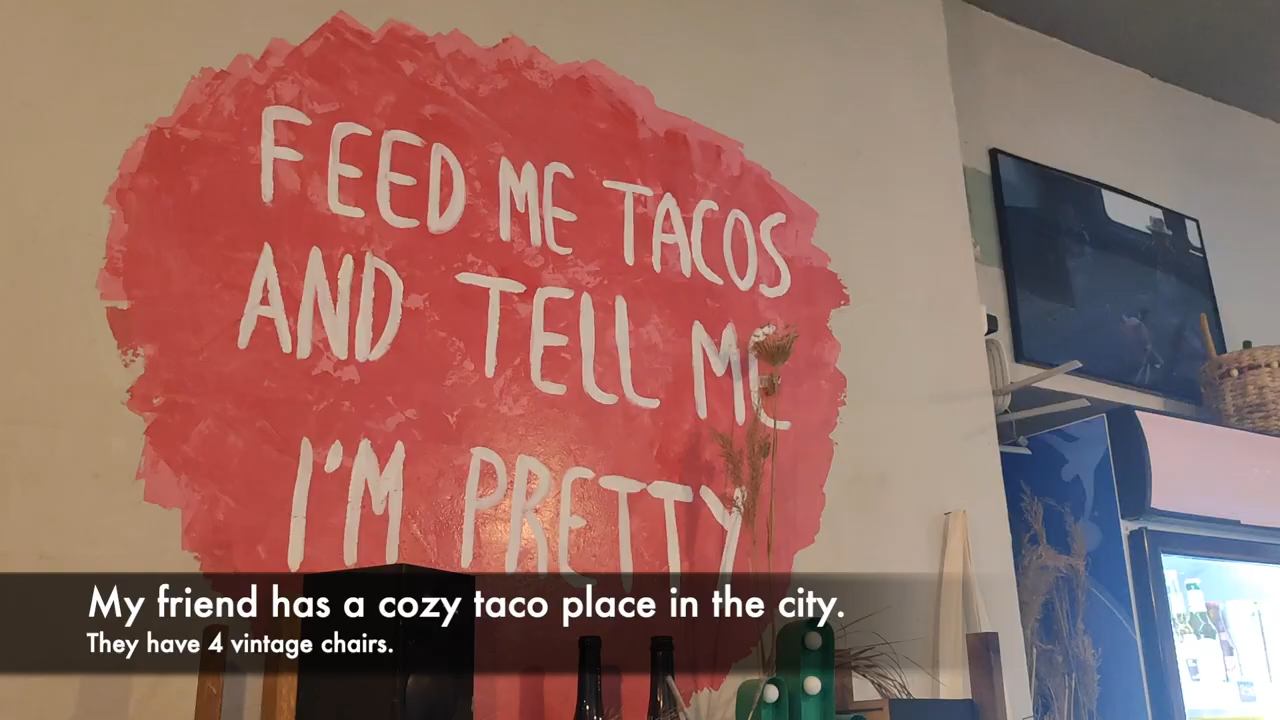 FEED ME TACOS
AND TELL ME
I'M PRETTY
My friend has a cozy taco place in the city.
They have 4 vintage chairs.